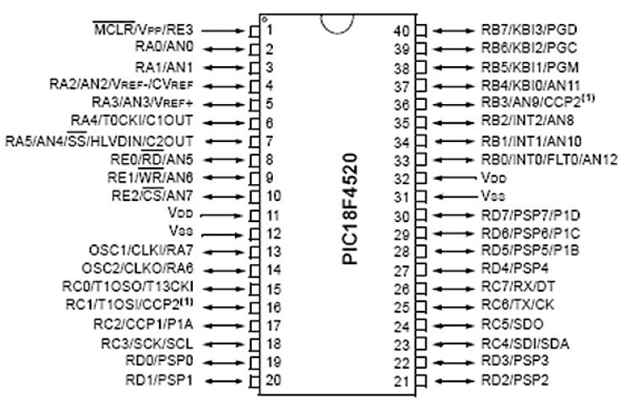 MCLR/VPP/RE3 1
RA0/AN0 2
RA1/AN1 3
RA2/AN2/VREF-/CVREF 4
RA3/AN3/VREF+ 5
RA4/T0CKI/C1OUT 6
RA5/AN4/SS/HLVDIN/C2OUT 7
RE0/RD/AN5 8
RE1/WR/AN6 9
RE2/CS/AN7 10
VDD 11
VSS 12
OSC1/CLKI/RA7 13
OSC2/CLKO/RA6 14
RC0/T1OSO/T13CKI 15
RC1/T1OSI/CCP2(1) 16
RC2/CCP1/P1A 17
RC3/SCK/SCL 18
RD0/PSP0 19
RD1/PSP1 20
PIC18F4520
40 RB7/KBI3/PGD
39 RB6/KBI2/PGC
38 RB5/KBI1/PGM
37 RB4/KBI0/AN11
36 RB3/AN9/CCP2(1)
35 RB2/INT2/AN8
34 RB1/INT1/AN10
33 RB0/INT0/FLT0/AN12
32 VDD
31 VSS
30 RD7/PSP7/P1D
29 RD6/PSP6/P1C
28 RD5/PSP5/P1B
27 RD4/PSP4
26 RC7/RX/DT
25 RC6/TX/CK
24 RC5/SDO
23 RC4/SDI/SDA
22 RD3/PSP3
21 RD2/PSP2